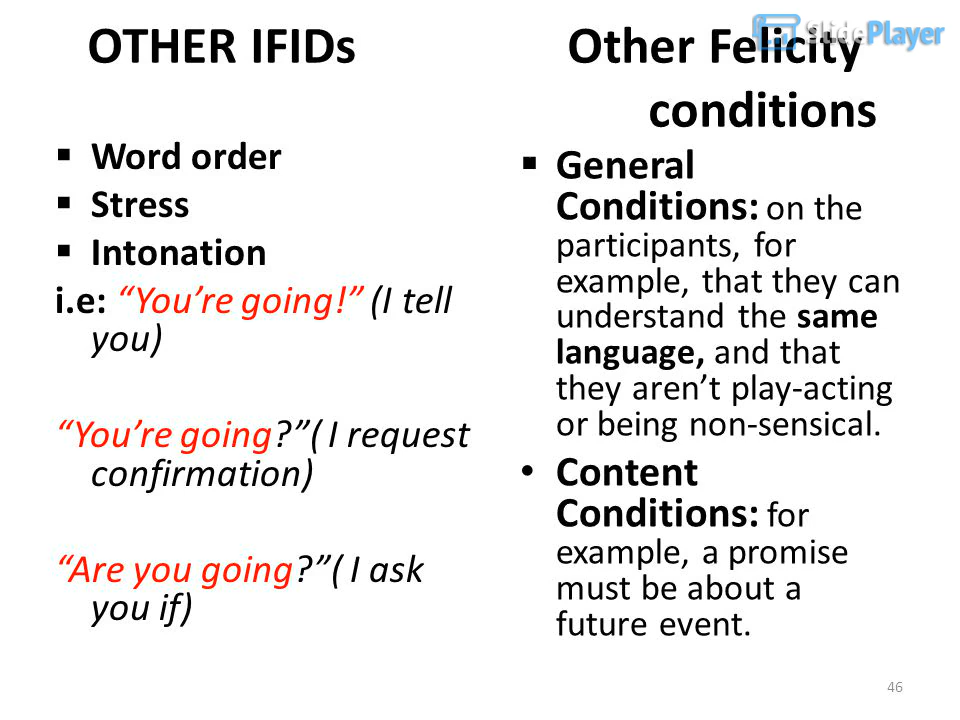 OTHER IFIDs
▪ Word order
▪ Stress
▪ Intonation
i.e: “You’re going!” (I tell
you)
“You’re going?”( I request
confirmation)
“Are you going?”( I ask
you if)
Other Felicity
conditions
▪ General
Conditions: on the
participants, for
example, that they can
understand the same
language, and that
they aren’t play-acting
or being non-sensical.
• Content
Conditions: for
example, a promise
must be about a
future event.
SlidePlayer
46